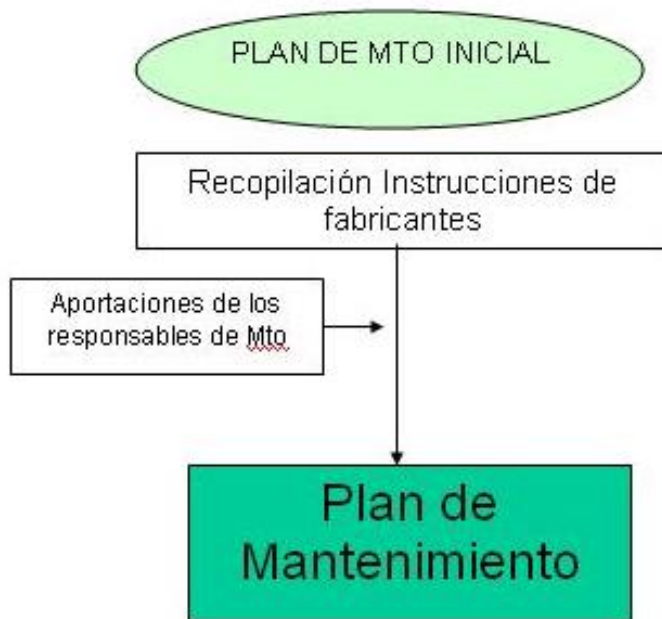 PLAN DE MTO INICIAL
Recopilación Instrucciones de
fabricantes
Aportaciones de los
responsables de Mto
Plan de
Mantenimiento